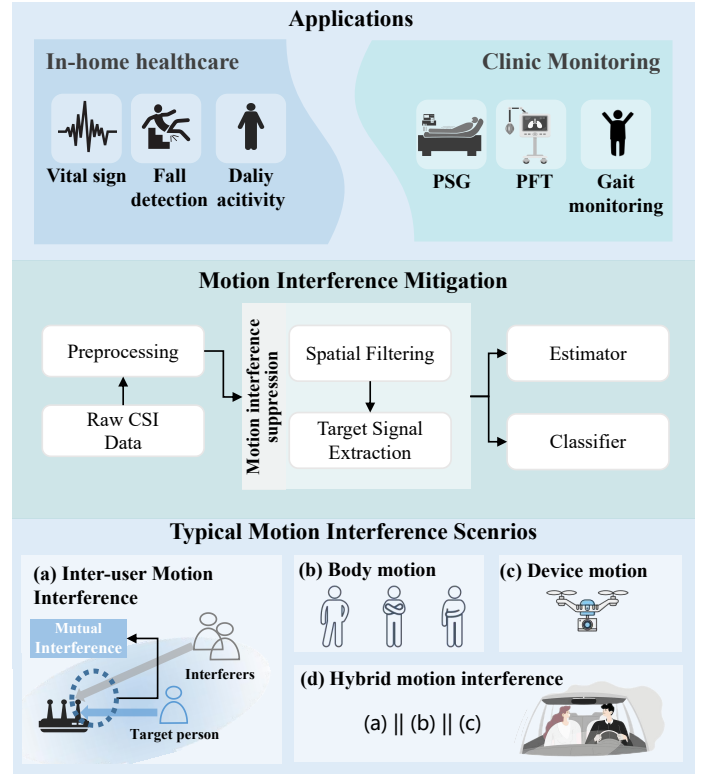 Applications
In-home healthcare
Clinic Monitoring
Vital sign
Fall
detection
Daliy
acitivity
PSG
PFT
Gait
monitoring
Motion Interference Mitigation
Preprocessing
Raw CSI
Data
Motion interference
suppression
Spatial Filtering
Target Signal
Extraction
Estimator
Classifier
Typical Motion Interference Scenrios
(a) Inter-user Motion
Interference
Mutual
Interference
Interferers
Target person
(b) Body motion
(c) Device motion
(d) Hybrid motion interference
(a) || (b) || (c)